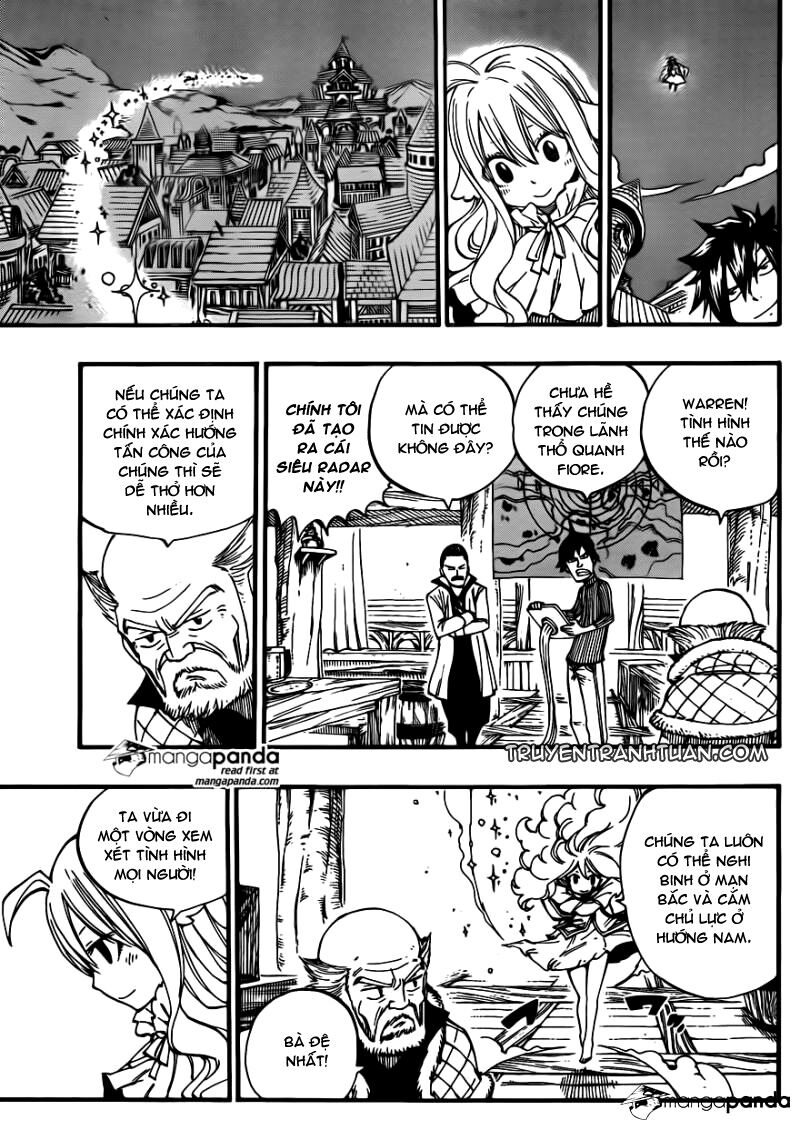 WARREN!
TÌNH HÌNH
THẾ NÀO
RỒI?
CHƯA HỀ
THẤY CHÚNG
TRONG LÃNH
THỔ QUANH
FIORE.
MÀ CÓ THỂ
TIN ĐƯỢC
KHÔNG ĐÂY?
CHÍNH TÔI
ĐÃ TẠO
RA CÁI
SIÊU RADAR
NÀY!!
NẾU CHÚNG TA
CÓ THỂ XÁC ĐỊNH
CHÍNH XÁC HƯỚNG
TẤN CÔNG CỦA
CHÚNG THÌ SẼ
DỄ THỞ HƠN
NHIỀU.
mangapanda
read first at
mangapanda.com
TRUYENTRANHTUAN.COM
CHÚNG TA LUÔN
CÓ THỂ NGHI
BINH Ở MẠN
BẮC VÀ CẮM
CHỦ LỰC Ở
HƯỚNG NAM.
BÀ ĐỆ
NHẤT!
TA VỪA ĐI
MỘT VÒNG XEM
XÉT TÌNH HÌNH
MỌI NGƯỜI!
mangapanda